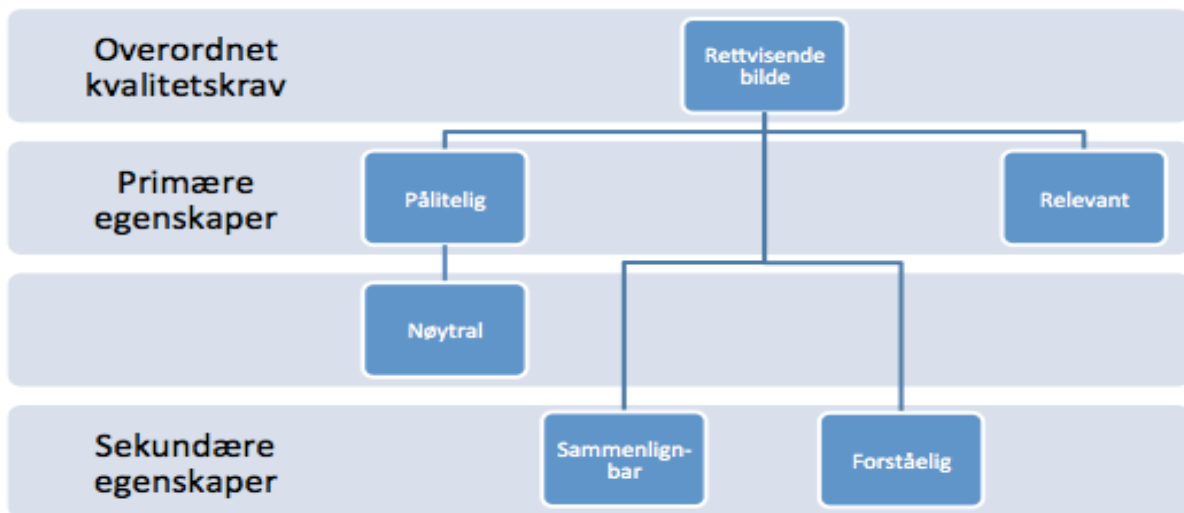 Overordnet
kvalitetskrav
Rettvisende
bilde
Primære
egenskaper
Pålitelig
Relevant
Nøytral
Sekundære
egenskaper
Sammenlign-
bar
Forståelig